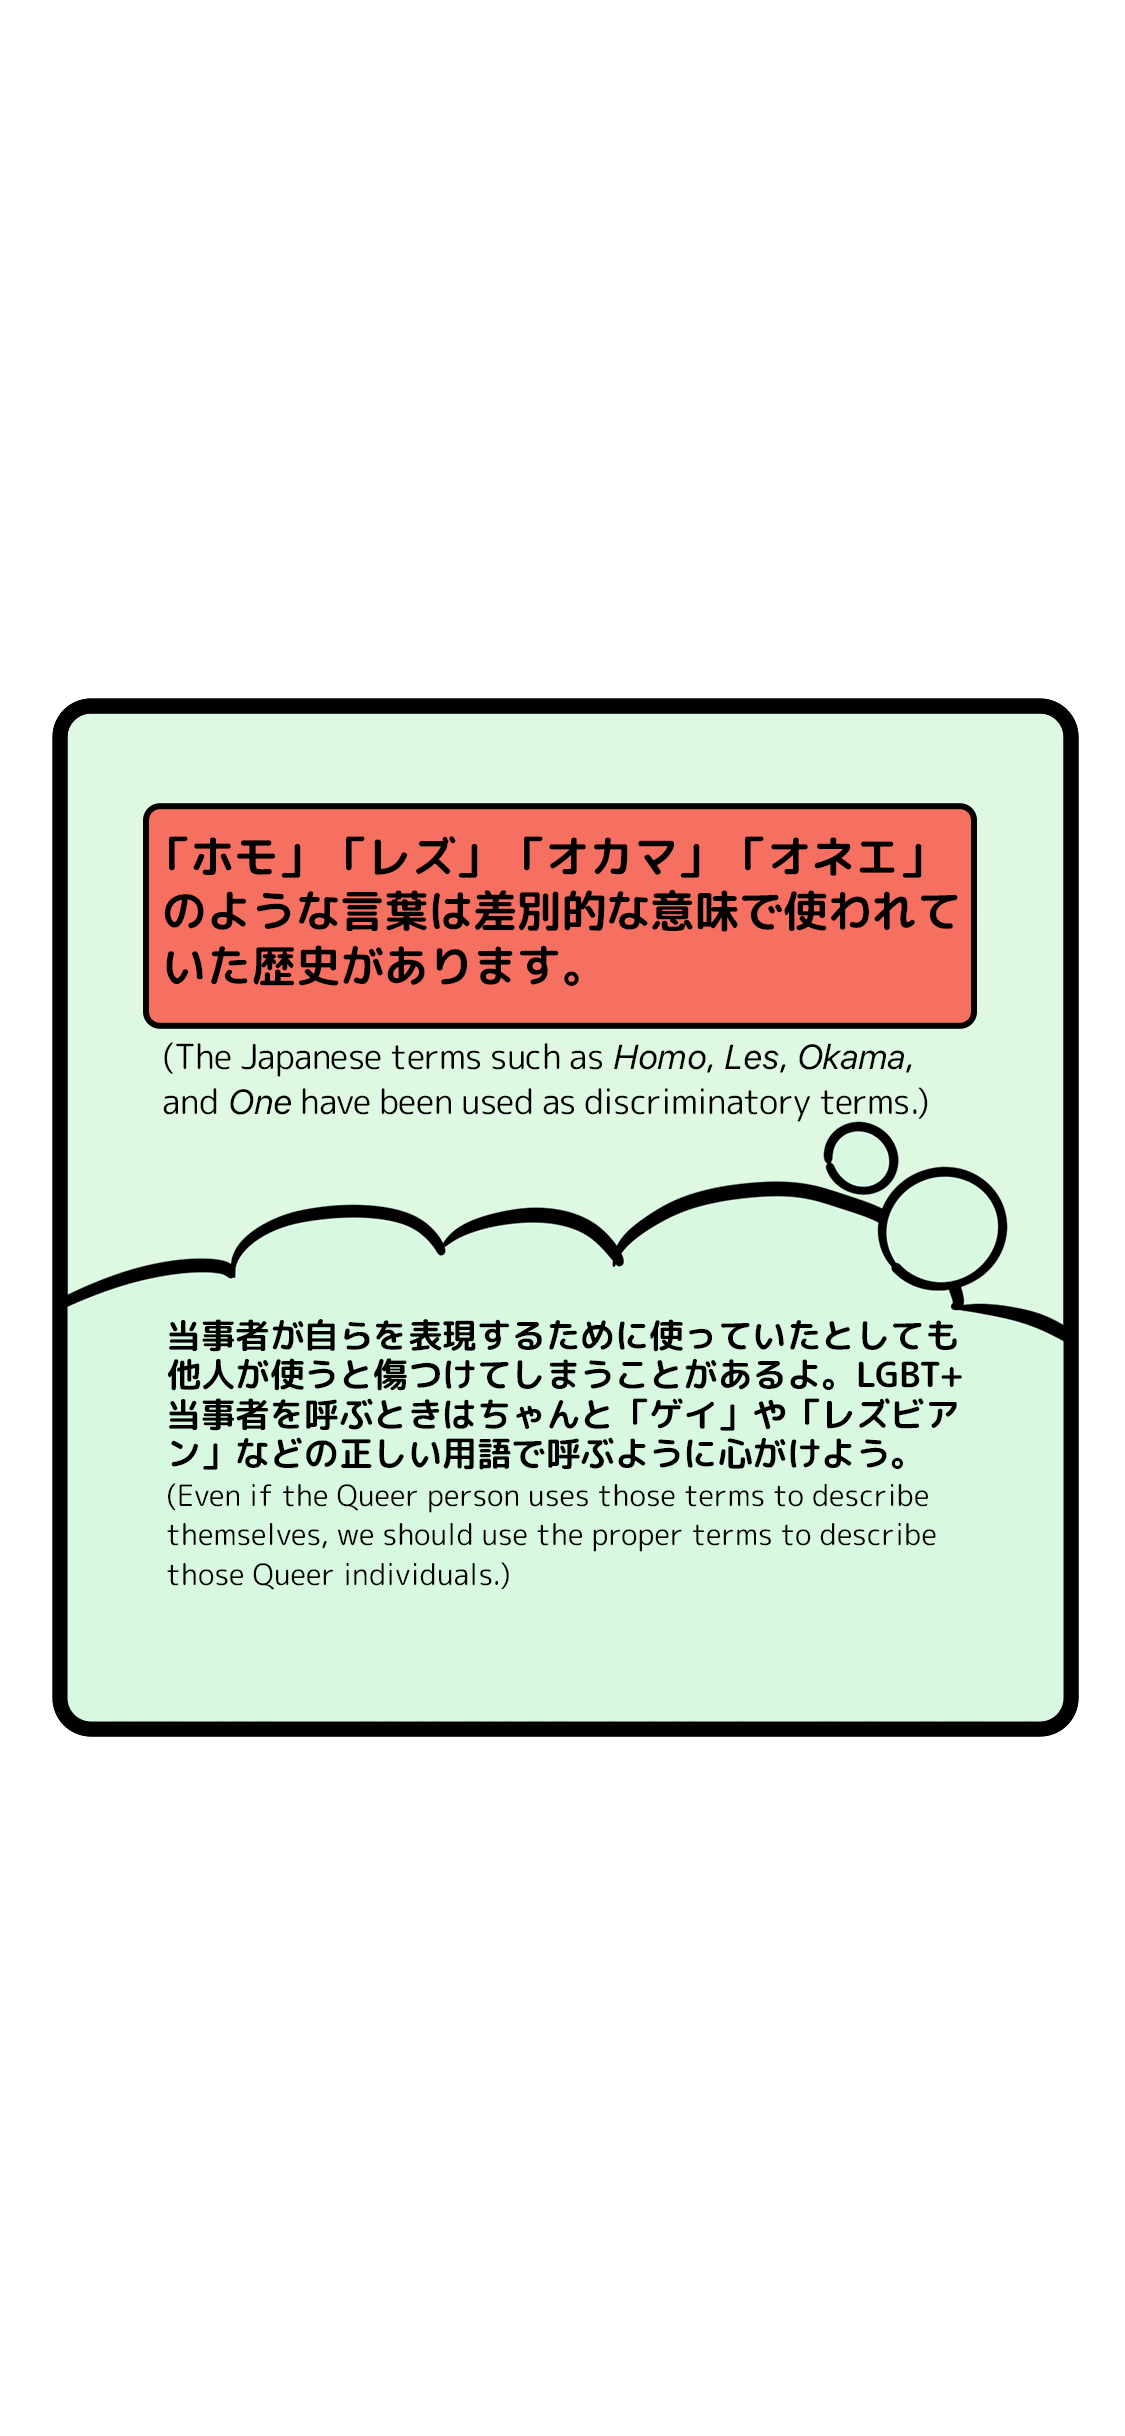 「ホモ」「レズ」「オカマ」「オネエ」
のような言葉は差別的な意味で使われて
いた歴史があります。
(The Japanese terms such as Homo, Les, Okama,
and One have been used as discriminatory terms.)
当事者が自らを表現するために使っていたとしても
他人が使うと傷つけてしまうことがあるよ。LGBT+
当事者を呼ぶときはちゃんと「ゲイ」や「レズビア
ン」などの正しい用語で呼ぶように心がけよう。
(Even if the Queer person uses those terms to describe
themselves, we should use the proper terms to describe
those Queer individuals.)